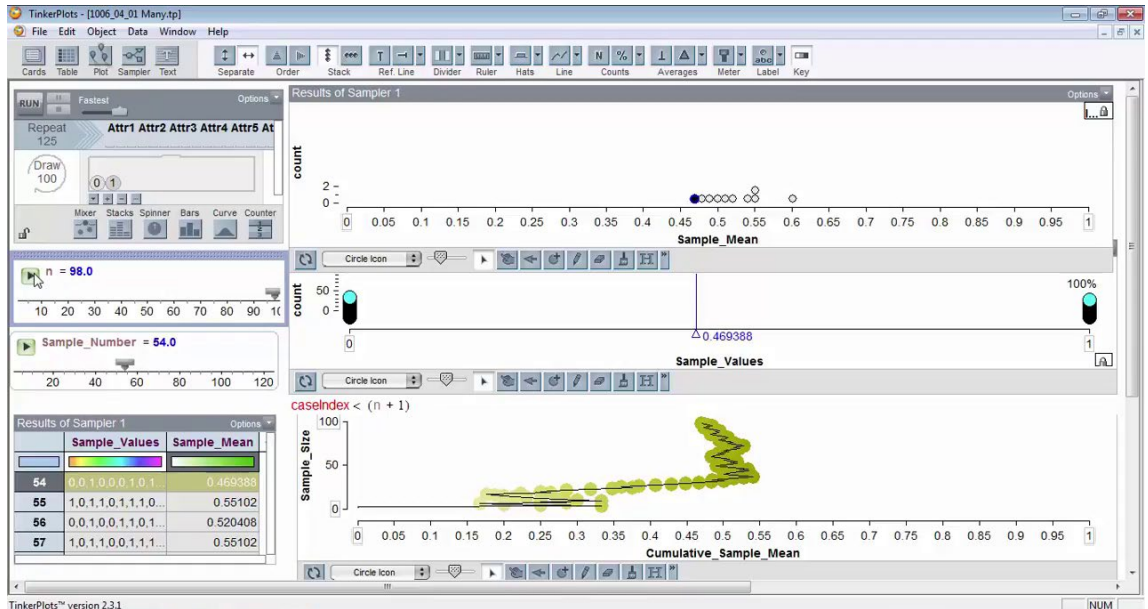 TinkerPlots - [1006_04_01 Many.tp]
File Edit Object Data Window Help
Cards Table Plot Sampler Text Separate Order Stack Ref. Line Divider Ruler Hats Line Counts Averages Meter Label Key
RUN Fastest Options
Repeat 125
Attr1 Attr2 Attr3 Attr4 Attr5 At
Draw 100
0 1
Mixer Stacks Spinner Bars Curve Counter
n = 98.0
10 20 30 40 50 60 70 80 90 10
Sample_Number = 54.0
20 40 60 80 100 120
Results of Sampler 1 Options
Sample_Values Sample_Mean
54 0,0,1,0,0,0,1,0,1... 0.469388
55 1,0,1,1,0,1,1,1,0... 0.55102
56 0,0,1,0,0,1,1,0,1... 0.520408
57 1,0,1,1,0,0,1,1,1... 0.55102
Results of Sampler 1 Options
count
2
0
0 0.05 0.1 0.15 0.2 0.25 0.3 0.35 0.4 0.45 0.5 0.55 0.6 0.65 0.7 0.75 0.8 0.85 0.9 0.95 1
Sample_Mean
Circle Icon
count
50
0
100%
0.469388
0 1
Sample_Values
Circle Icon
caseIndex < (n + 1)
Sample_Size
100
50
0
0 0.05 0.1 0.15 0.2 0.25 0.3 0.35 0.4 0.45 0.5 0.55 0.6 0.65 0.7 0.75 0.8 0.85 0.9 0.95 1
Cumulative_Sample_Mean
Circle Icon
TinkerPlots™ version 2.3.1
NUM